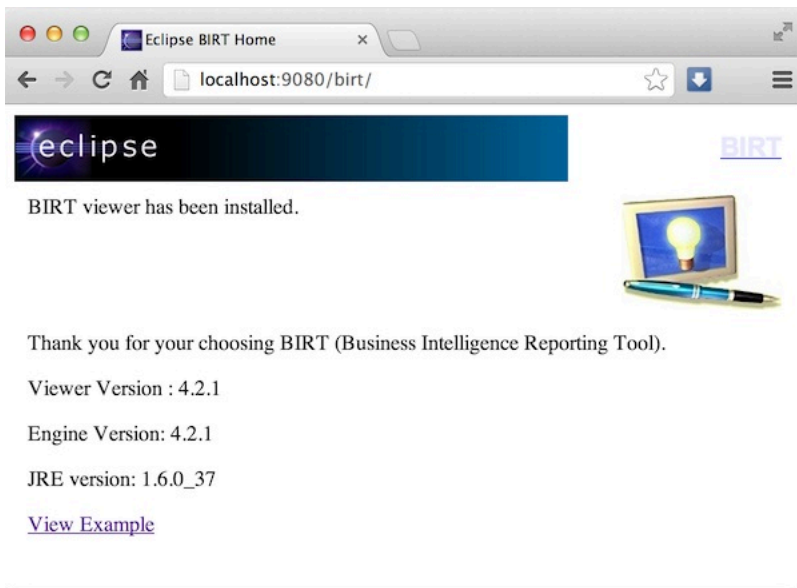 Eclipse BIRT Home
localhost:9080/birt/
eclipse
BIRT
BIRT viewer has been installed.
Thank you for your choosing BIRT (Business Intelligence Reporting Tool).
Viewer Version : 4.2.1
Engine Version: 4.2.1
JRE version: 1.6.0_37
View Example